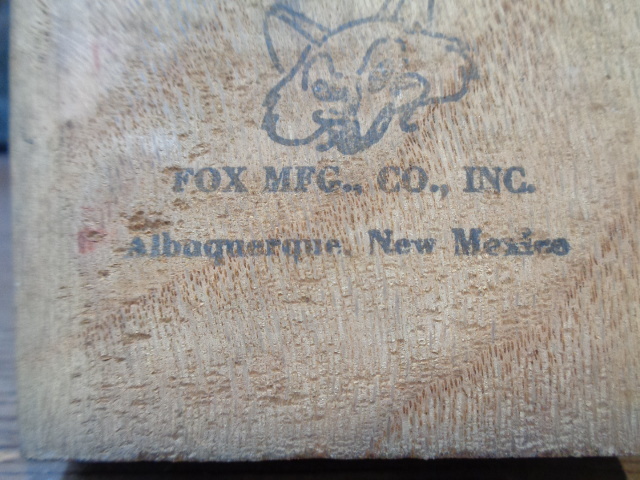 FOX MFG., CO., INC.
Albuquerque, New Mexico